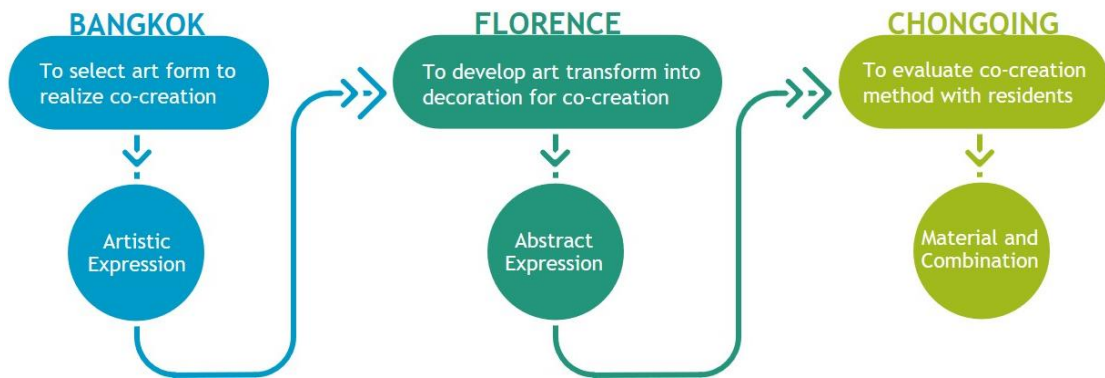 BANGKOK
To select art form to
realize co-creation
Artistic
Expression
FLORENCE
To develop art transform into
decoration for co-creation
Abstract
Expression
CHONGQING
To evaluate co-creation
method with residents
Material and
Combination